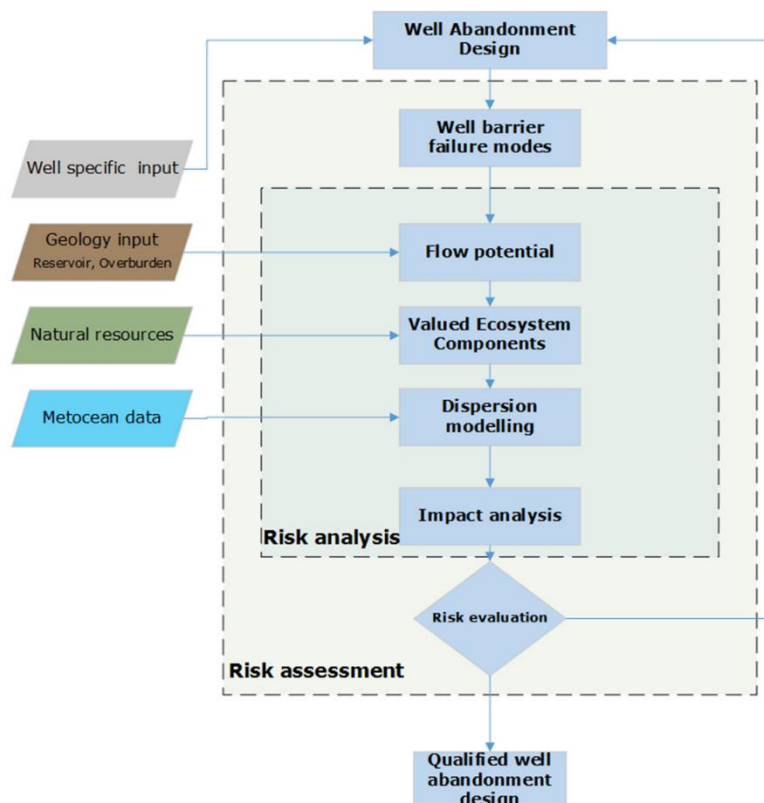 Well Abandonment
Design
Well barrier
failure modes
Well specific input
Geology input
Reservoir, Overburden
Flow potential
Natural resources
Valued Ecosystem
Components
Metocean data
Dispersion
modelling
Impact analysis
Risk analysis
Risk evaluation
Risk assessment
Qualified well
abandonment
design